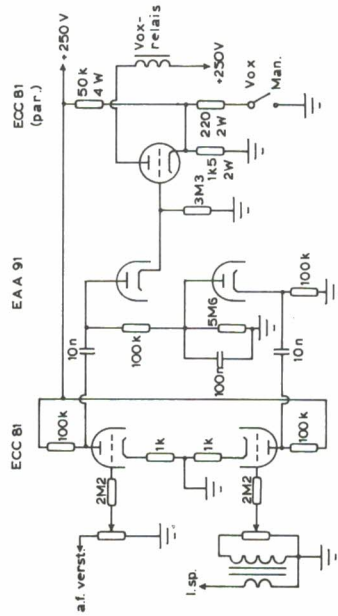 ECC 81
EAA 91
ECC 81
(par.)
+250 V
a.f. verst.
2M2
100k
10n
50k
4W
Vox-
relais
+250V
1k
1k
100k
3M3
1k5
2W
220
2W
Vox
Man.
5M6
100n
l.sp.
2M2
100k
10n
100k